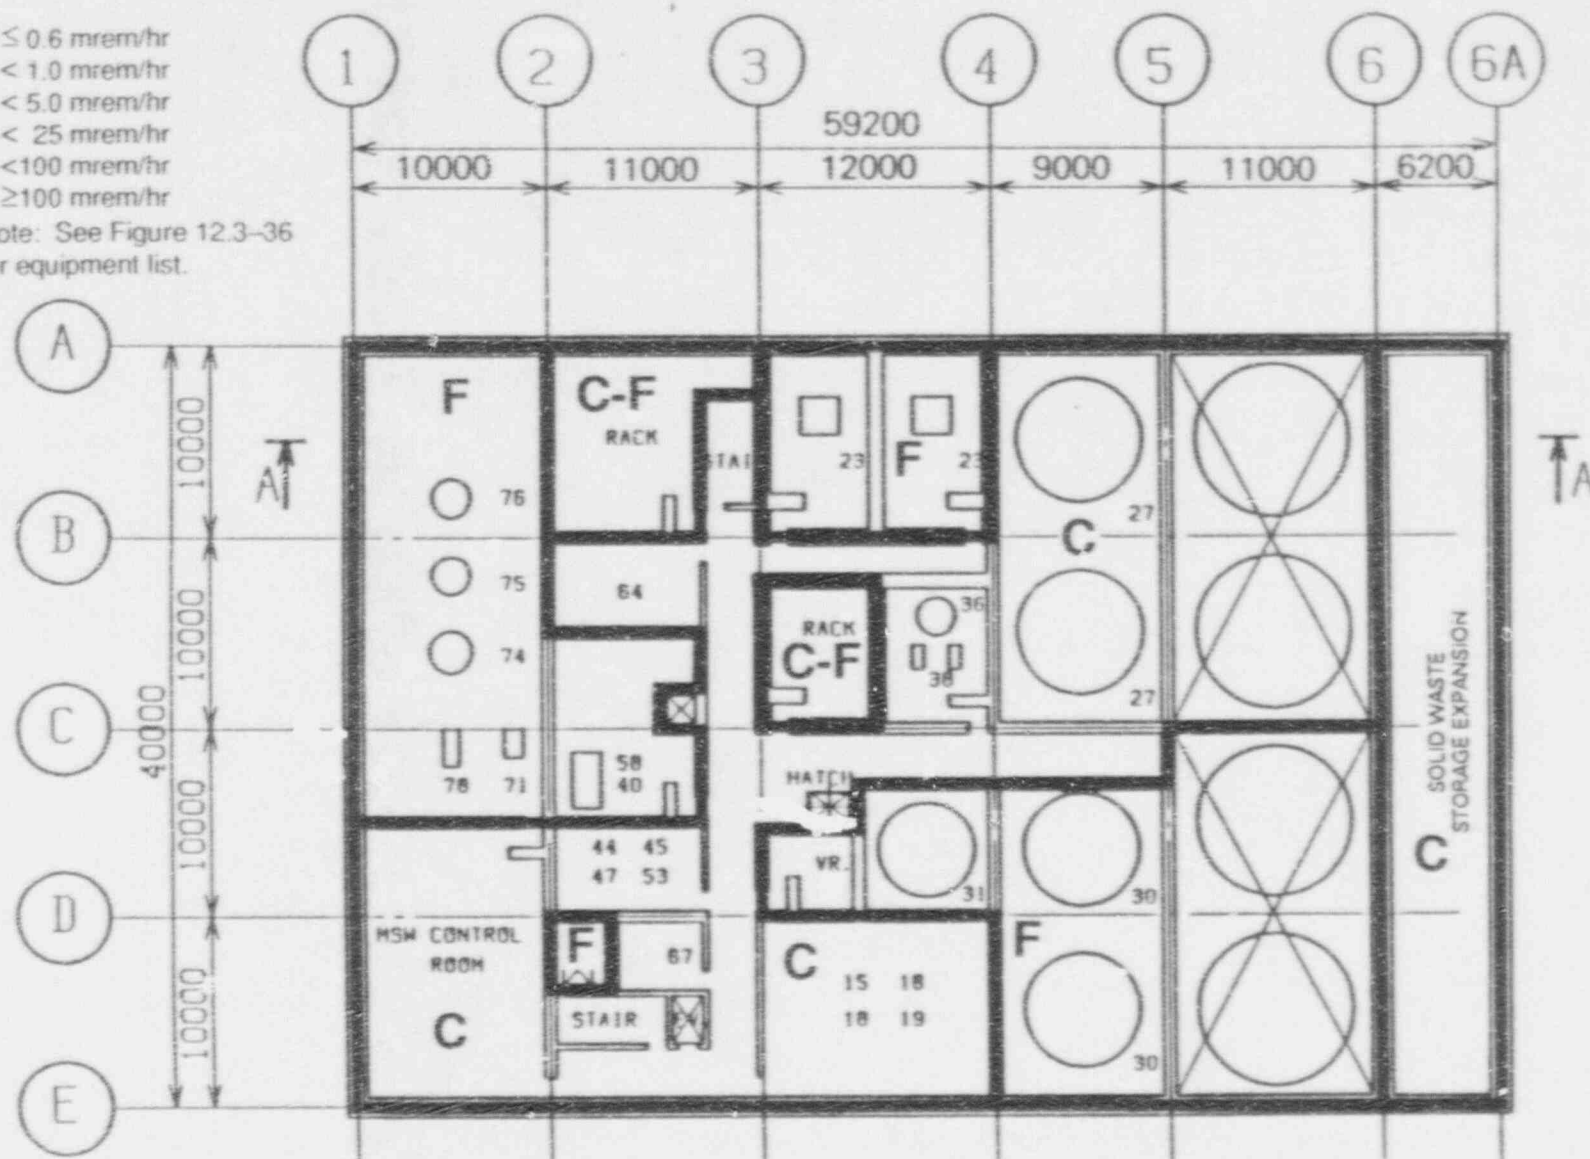 ≤ 0.6 mrem/hr
< 1.0 mrem/hr
< 5.0 mrem/hr
< 25 mrem/hr
<100 mrem/hr
≥100 mrem/hr
ote: See Figure 12.3–36
r equipment list.
1 2 3 4 5 6 6A
59200
10000 11000 12000 9000 11000 6200
A
B
C
D
E
10000
10000
10000
10000
40000
A
A
F
76
75
74
78 71
C-F
RACK
STAI
23
F 23
27
C
27
64
RACK
C-F
36
38
58
40
HATCH
44 45
47 53
VR.
31
30
MSW CONTROL
ROOM
C
F
67
STAIR
C
15 18
18 19
F
30
SOLID WASTE
STORAGE EXPANSION
C